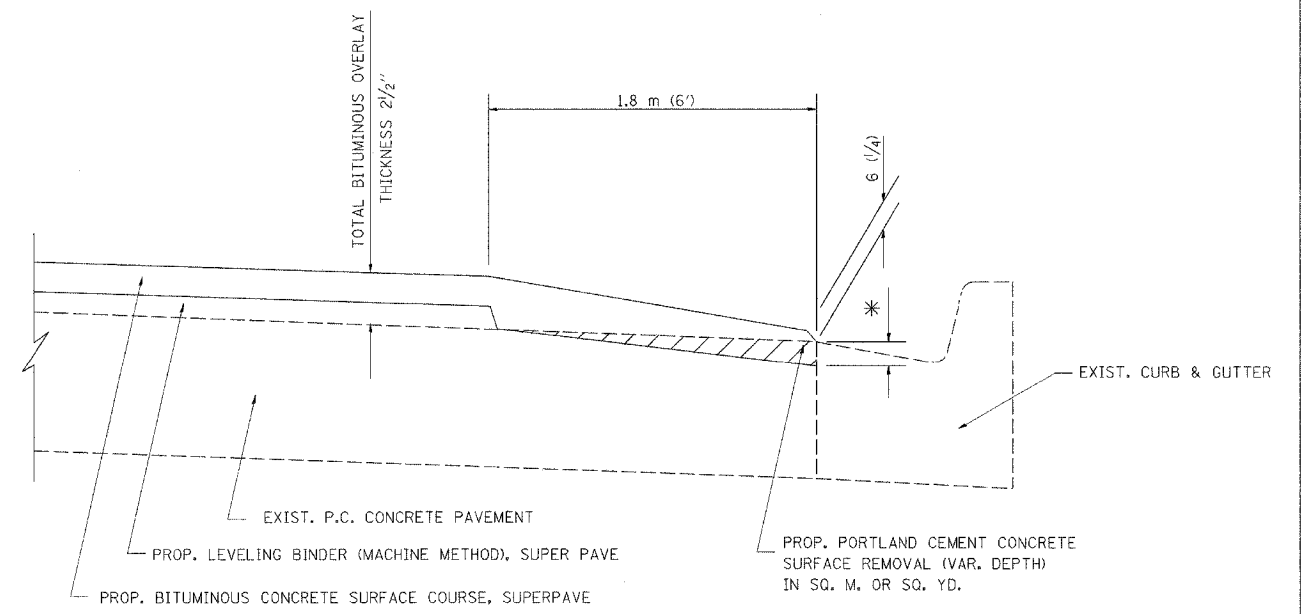 TOTAL BITUMINOUS OVERLAY
THICKNESS 2 1/2"
1.8 m (6')
6 (1/4)
*
EXIST. CURB & GUTTER
EXIST. P.C. CONCRETE PAVEMENT
PROP. LEVELING BINDER (MACHINE METHOD), SUPER PAVE
PROP. BITUMINOUS CONCRETE SURFACE COURSE, SUPERPAVE
PROP. PORTLAND CEMENT CONCRETE
SURFACE REMOVAL (VAR. DEPTH)
IN SQ. M. OR SQ. YD.